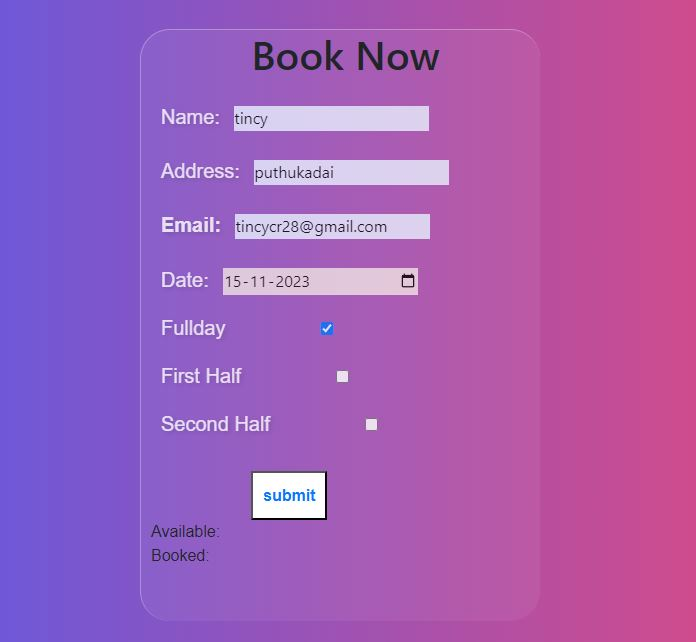 Book Now
Name: tincy
Address: puthukadai
Email: tincycr28@gmail.com
Date: 15-11-2023
Fullday
First Half
Second Half
submit
Available:
Booked: